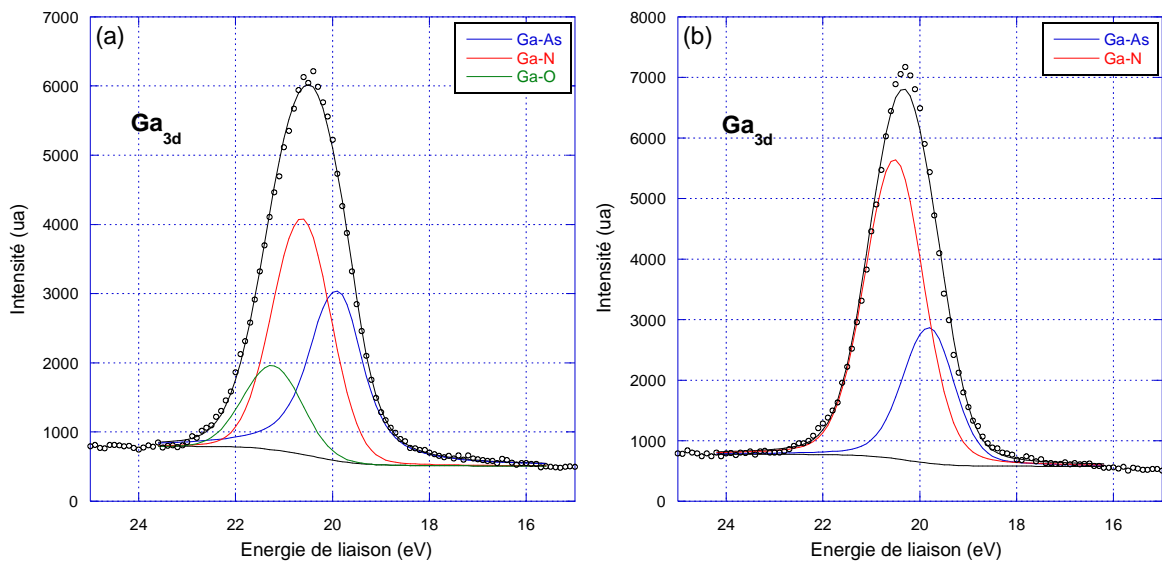 (a)
Ga-As
Ga-N
Ga-O
Ga3d
Intensité (ua)
7000
6000
5000
4000
3000
2000
1000
0
24 22 20 18 16
Energie de liaison (eV)
(b)
Ga-As
Ga-N
Ga3d
Intensité (ua)
8000
7000
6000
5000
4000
3000
2000
1000
0
24 22 20 18 16
Energie de liaison (eV)